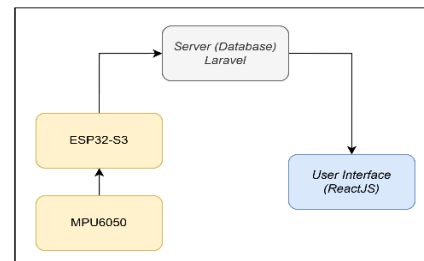 Server (Database)
Laravel
ESP32-S3
MPU6050
User Interface
(ReactJS)